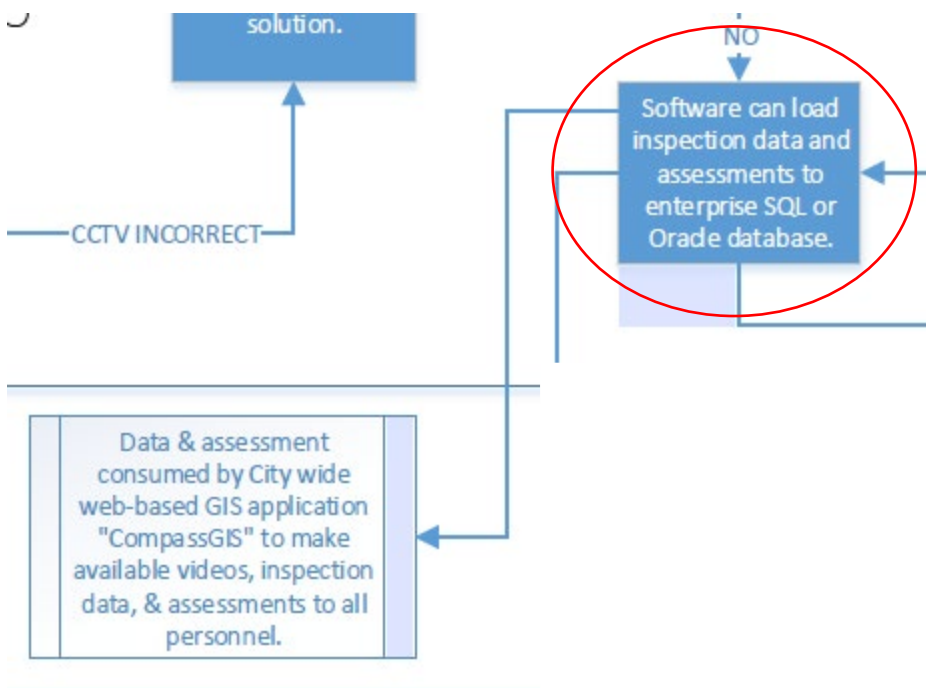 solution.
NO
Software can load
inspection data and
assessments to
enterprise SQL or
Oracle database.
CCTV INCORRECT
Data & assessment
consumed by City wide
web-based GIS application
"CompassGIS" to make
available videos, inspection
data, & assessments to all
personnel.